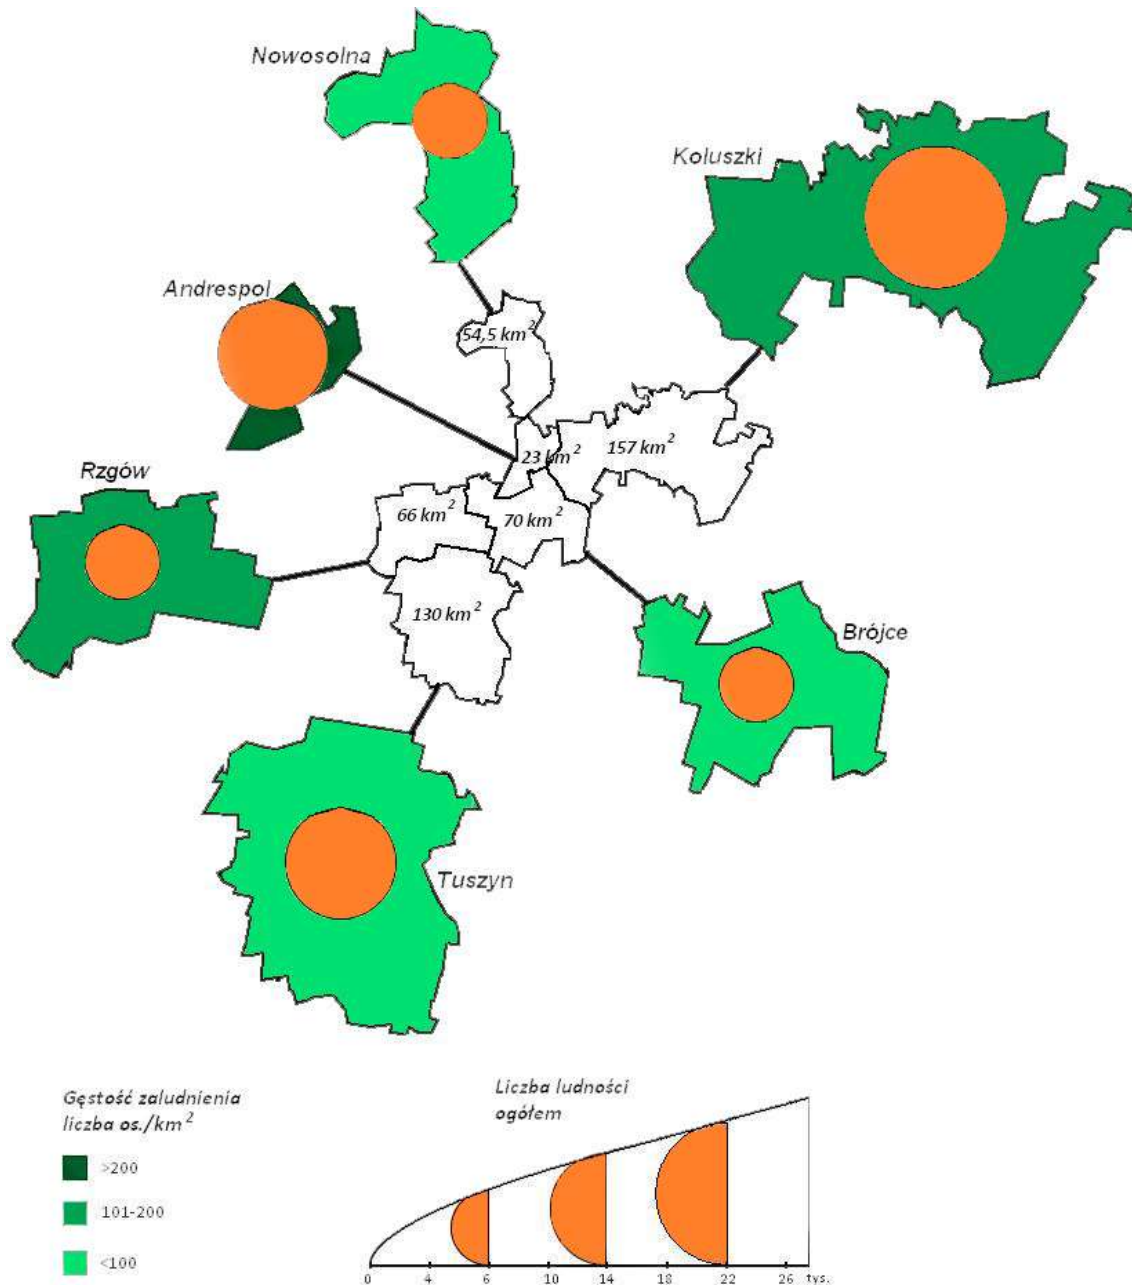 Nowosolna
Koluszki
Andrespol
54,5 km²
23 km²
157 km²
Rzgów
66 km²
70 km²
130 km²
Brójce
Tuszyn
Gęstość zaludnienia
liczba os./km²
>200
101-200
<100
Liczba ludności
ogółem
0 4 6 10 14 18 22 26 tys.